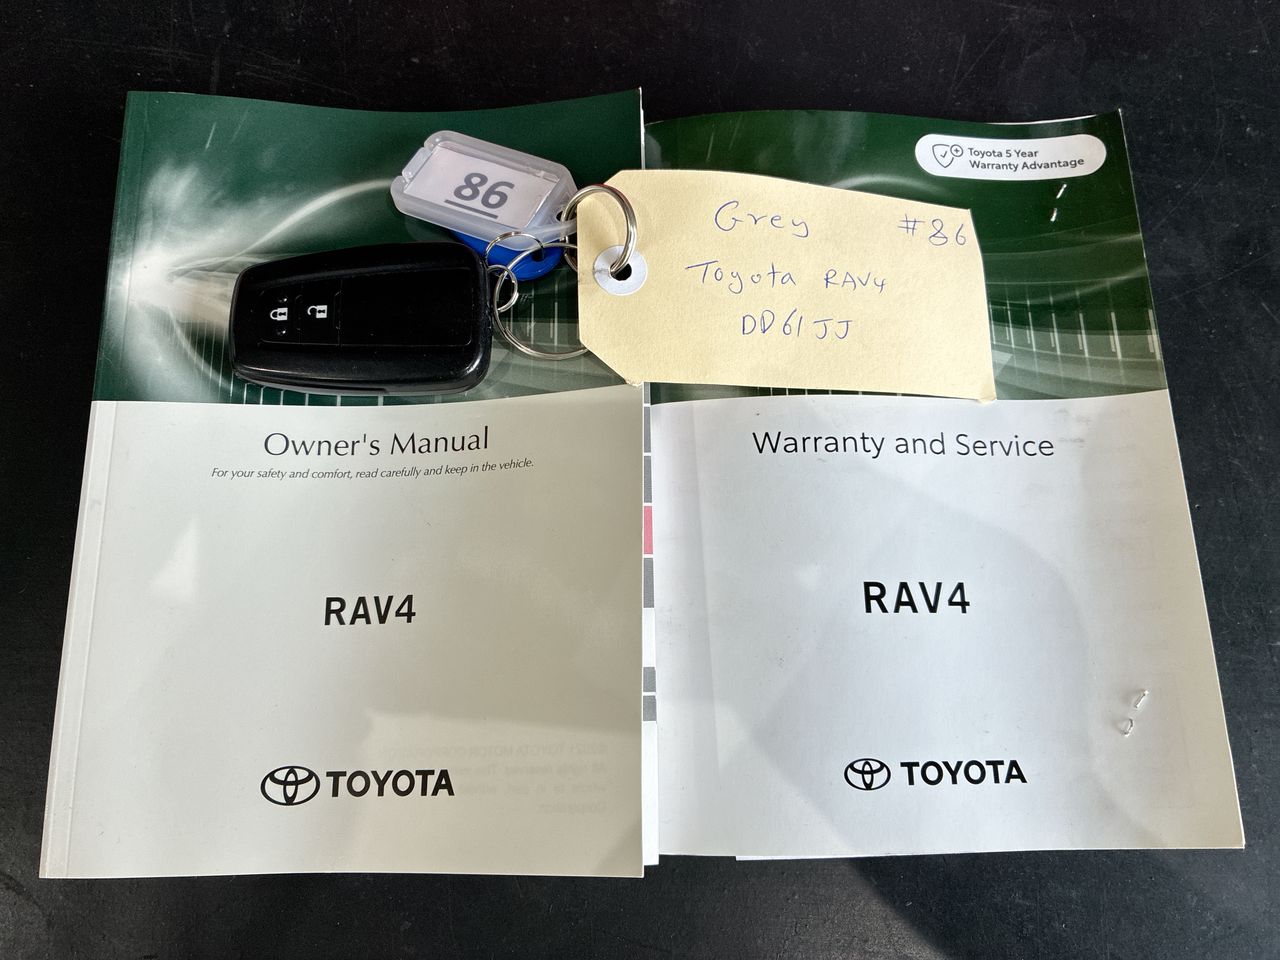 86
Grey #86
Toyota RAV4
DD61JJ
Toyota 5 Year
Warranty Advantage
Owner's Manual
For your safety and comfort, read carefully and keep in the vehicle.
RAV4
TOYOTA
Warranty and Service
RAV4
TOYOTA